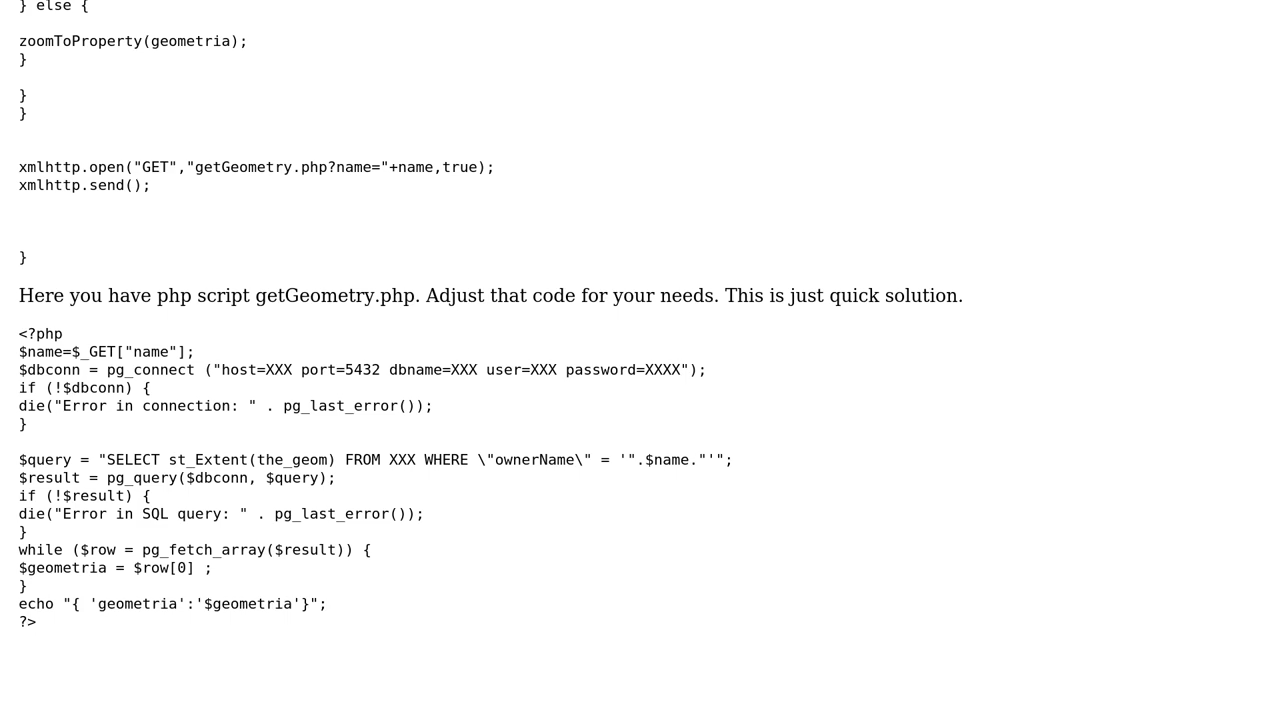 } else {
zoomToProperty(geometria);
}
}
}
xmlhttp.open("GET","getGeometry.php?name="+name,true);
xmlhttp.send();
}
Here you have php script getGeometry.php. Adjust that code for your needs. This is just quick solution.
<?php
$name=$_GET["name"];
$dbconn = pg_connect ("host=XXX port=5432 dbname=XXX user=XXX password=XXXX");
if (!$dbconn) {
die("Error in connection: " . pg_last_error());
}
$query = "SELECT st_Extent(the_geom) FROM XXX WHERE \"ownerName\" = '".$name."'";
$result = pg_query($dbconn, $query);
if (!$result) {
die("Error in SQL query: " . pg_last_error());
}
while ($row = pg_fetch_array($result)) {
$geometria = $row[0] ;
}
echo "{ 'geometria':'$geometria'}";
?>